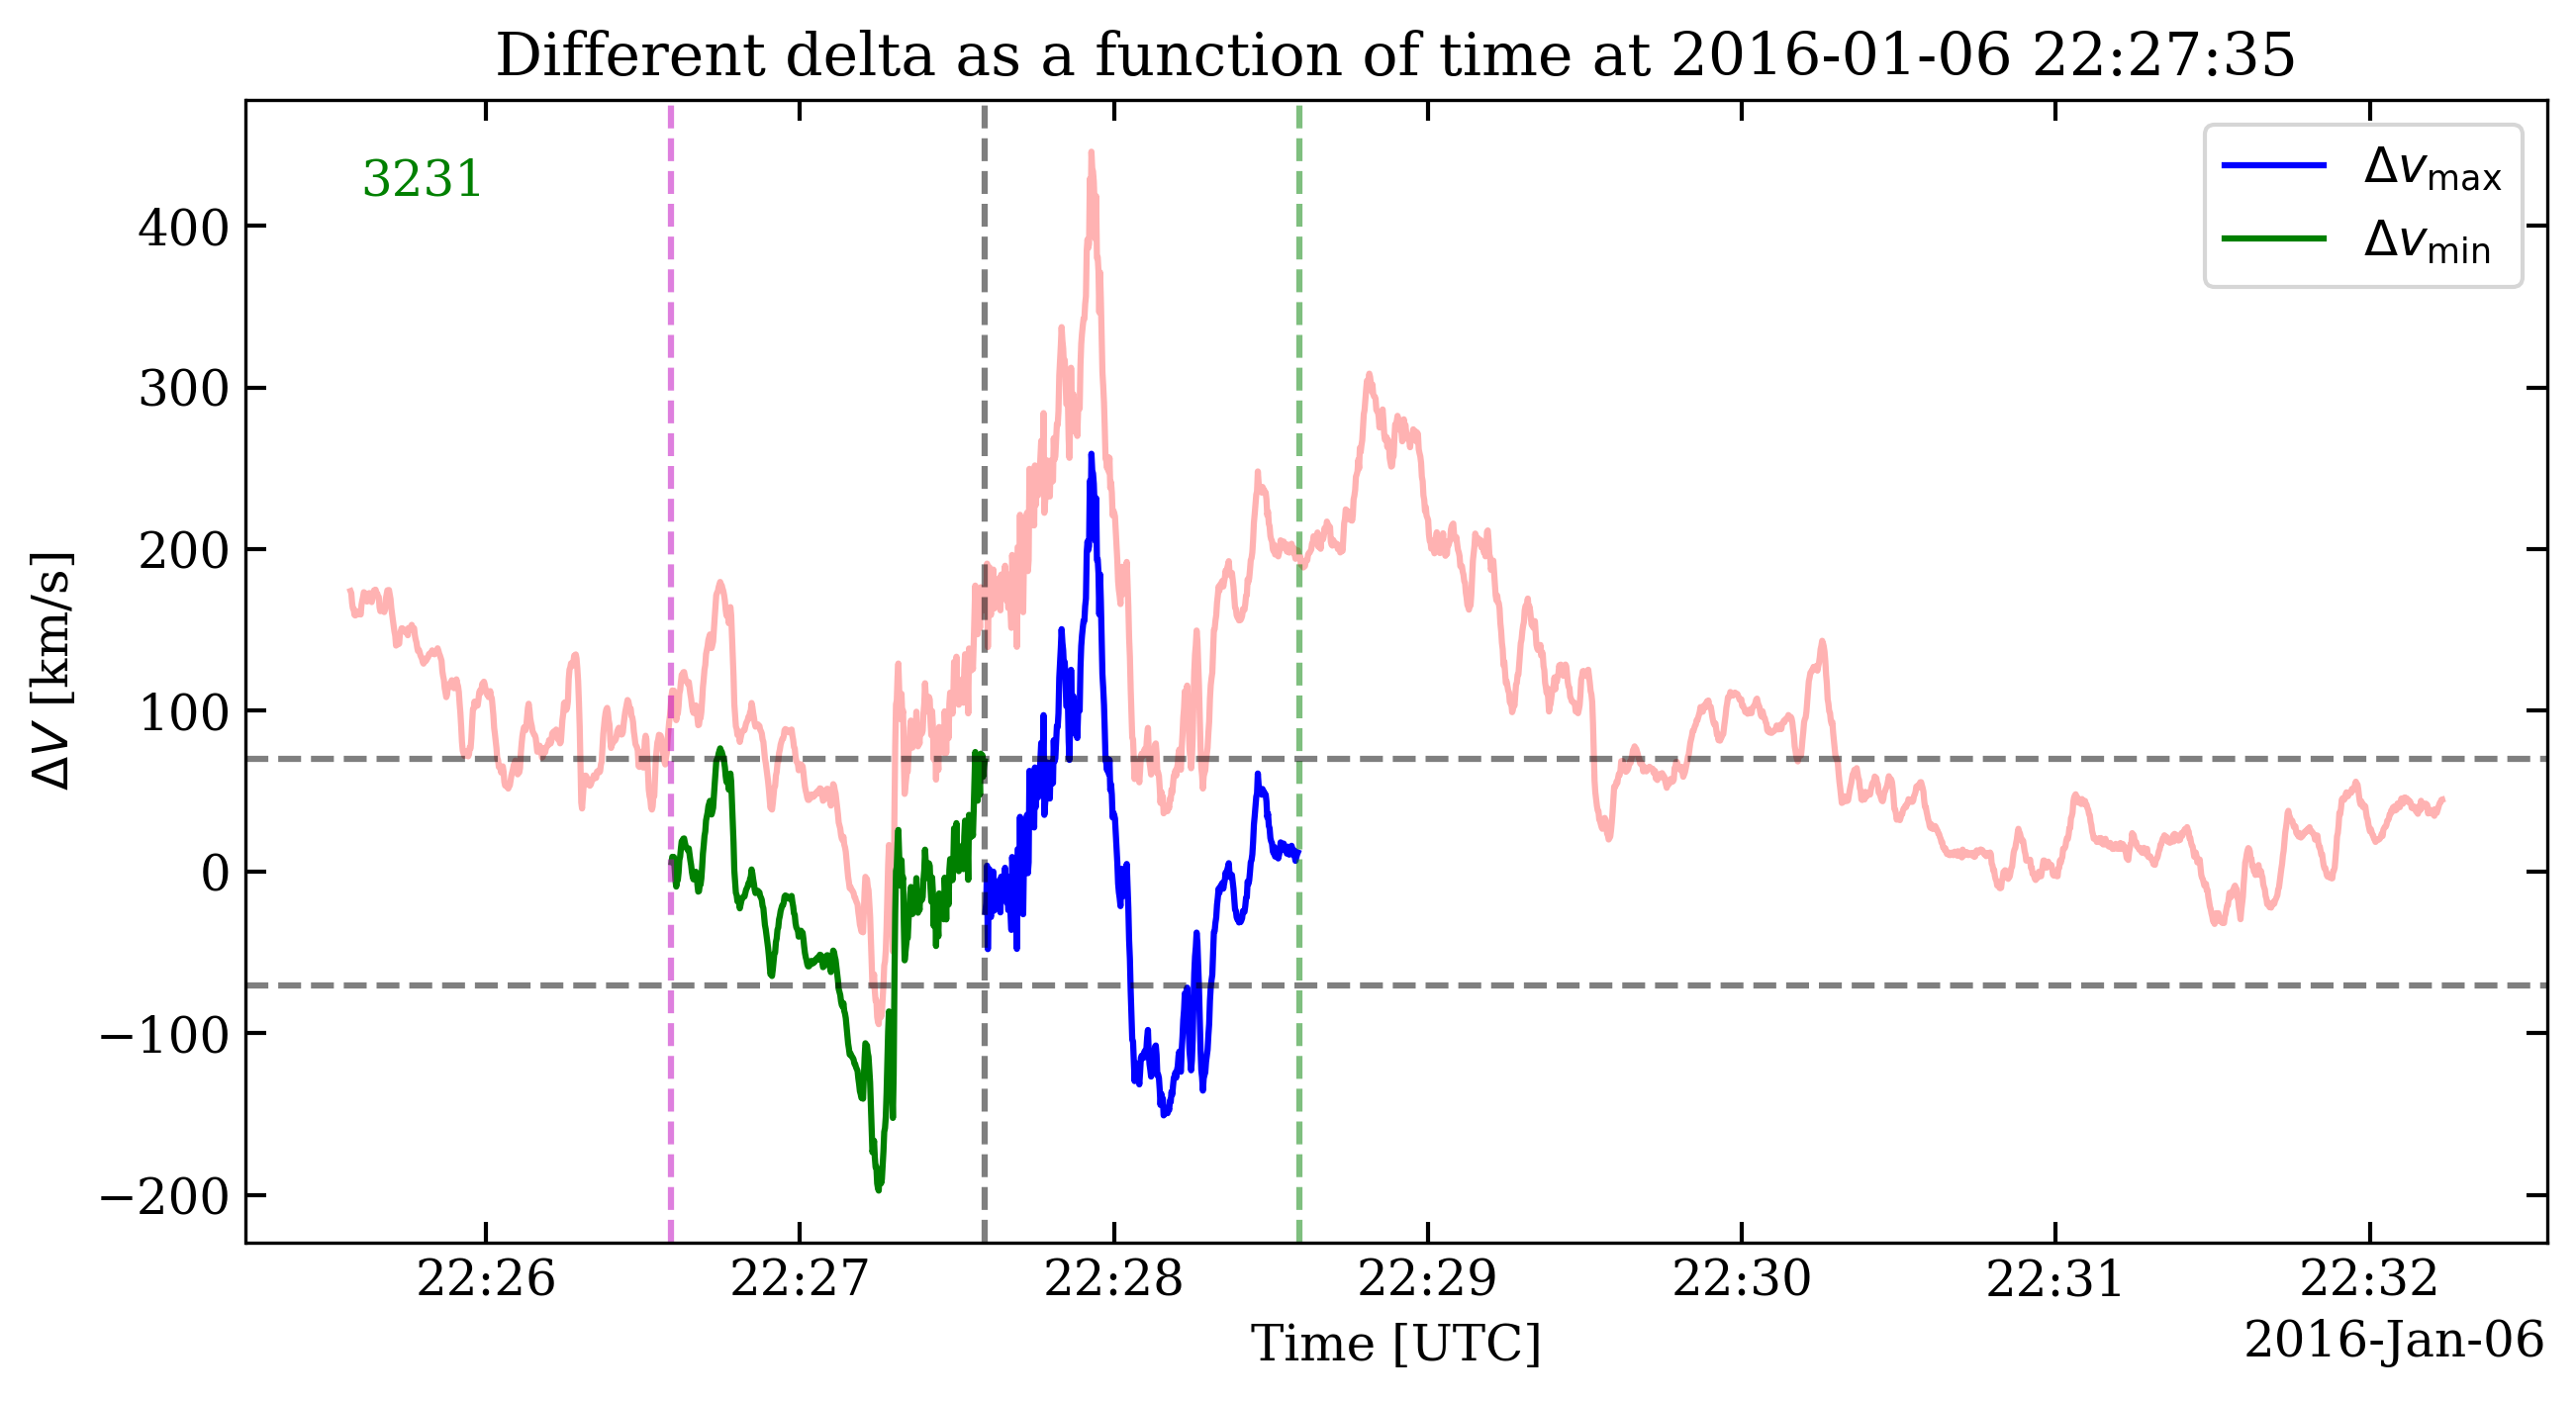 Different delta as a function of time at 2016-01-06 22:27:35
3231
Δv_max
Δv_min
400
300
200
100
0
−100
−200
ΔV [km/s]
22:26 22:27 22:28 22:29 22:30 22:31 22:32
Time [UTC]
2016-Jan-06